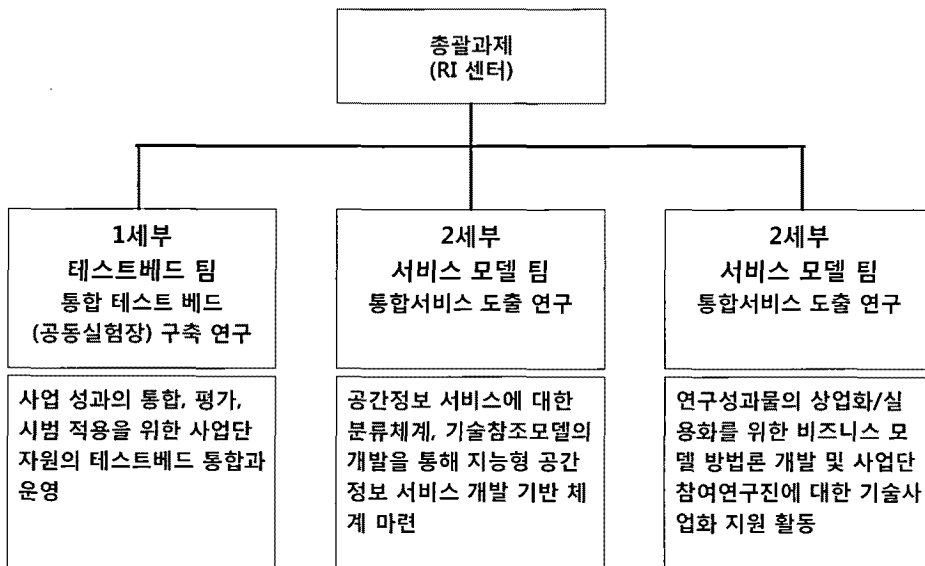 총괄과제
(RI 센터)
1세부
테스트베드 팀
통합 테스트 베드
(공동실험장) 구축 연구
사업 성과의 통합, 평가,
시범 적용을 위한 사업단
자원의 테스트베드 통합과
운영
2세부
서비스 모델 팀
통합서비스 도출 연구
공간정보 서비스에 대한
분류체계, 기술참조모델의
개발을 통해 지능형 공간
정보 서비스 개발 기반 체
계 마련
2세부
서비스 모델 팀
통합서비스 도출 연구
연구성과물의 상업화/실
용화를 위한 비즈니스 모
델 방법론 개발 및 사업단
참여연구진에 대한 기술사
업화 지원 활동